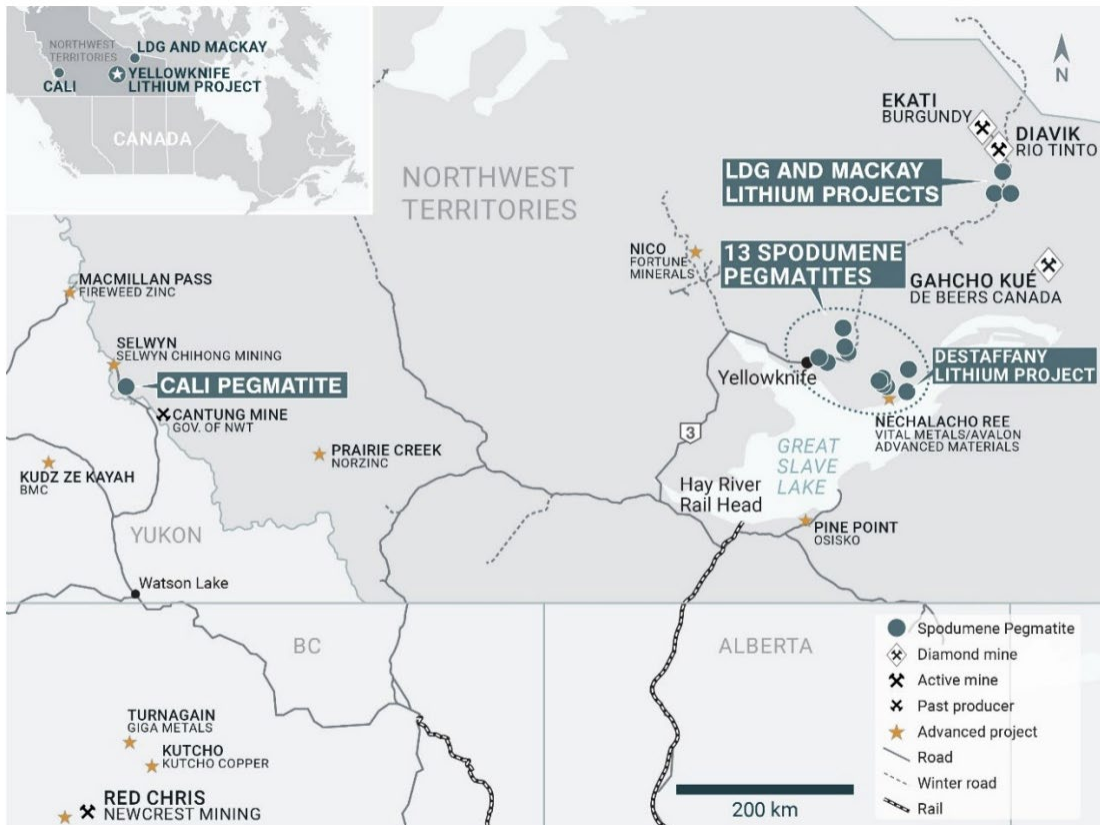 NORTHWEST
TERRITORIES
LDG AND MACKAY
YELLOWKNIFE
LITHIUM PROJECT
CALI
CANADA
N
EKATI
BURGUNDY
DIAVIK
RIO TINTO
LDG AND MACKAY
LITHIUM PROJECTS
NORTHWEST
TERRITORIES
NICO
FORTUNE
MINERALS
13 SPODUMENE
PEGMATITES
GAHCHO KUÉ
DE BEERS CANADA
MACMILLAN PASS
FIREWEED ZINC
SELWYN
SELWYN CHIHONG MINING
CALI PEGMATITE
CANTUNG MINE
GOV. OF NWT
Yellowknife
DESTAFFANY
LITHIUM PROJECT
NECHALACHO REE
VITAL METALS/AVALON
ADVANCED MATERIALS
3
GREAT
SLAVE
LAKE
PRAIRIE CREEK
NORZINC
KUDZ ZE KAYAH
BMC
Hay River
Rail Head
PINE POINT
OSISKO
YUKON
Watson Lake
BC
ALBERTA
TURNAGAIN
GIGA METALS
KUTCHO
KUTCHO COPPER
RED CHRIS
NEWCREST MINING
200 km
Spodumene Pegmatite
Diamond mine
Active mine
Past producer
Advanced project
Road
Winter road
Rail